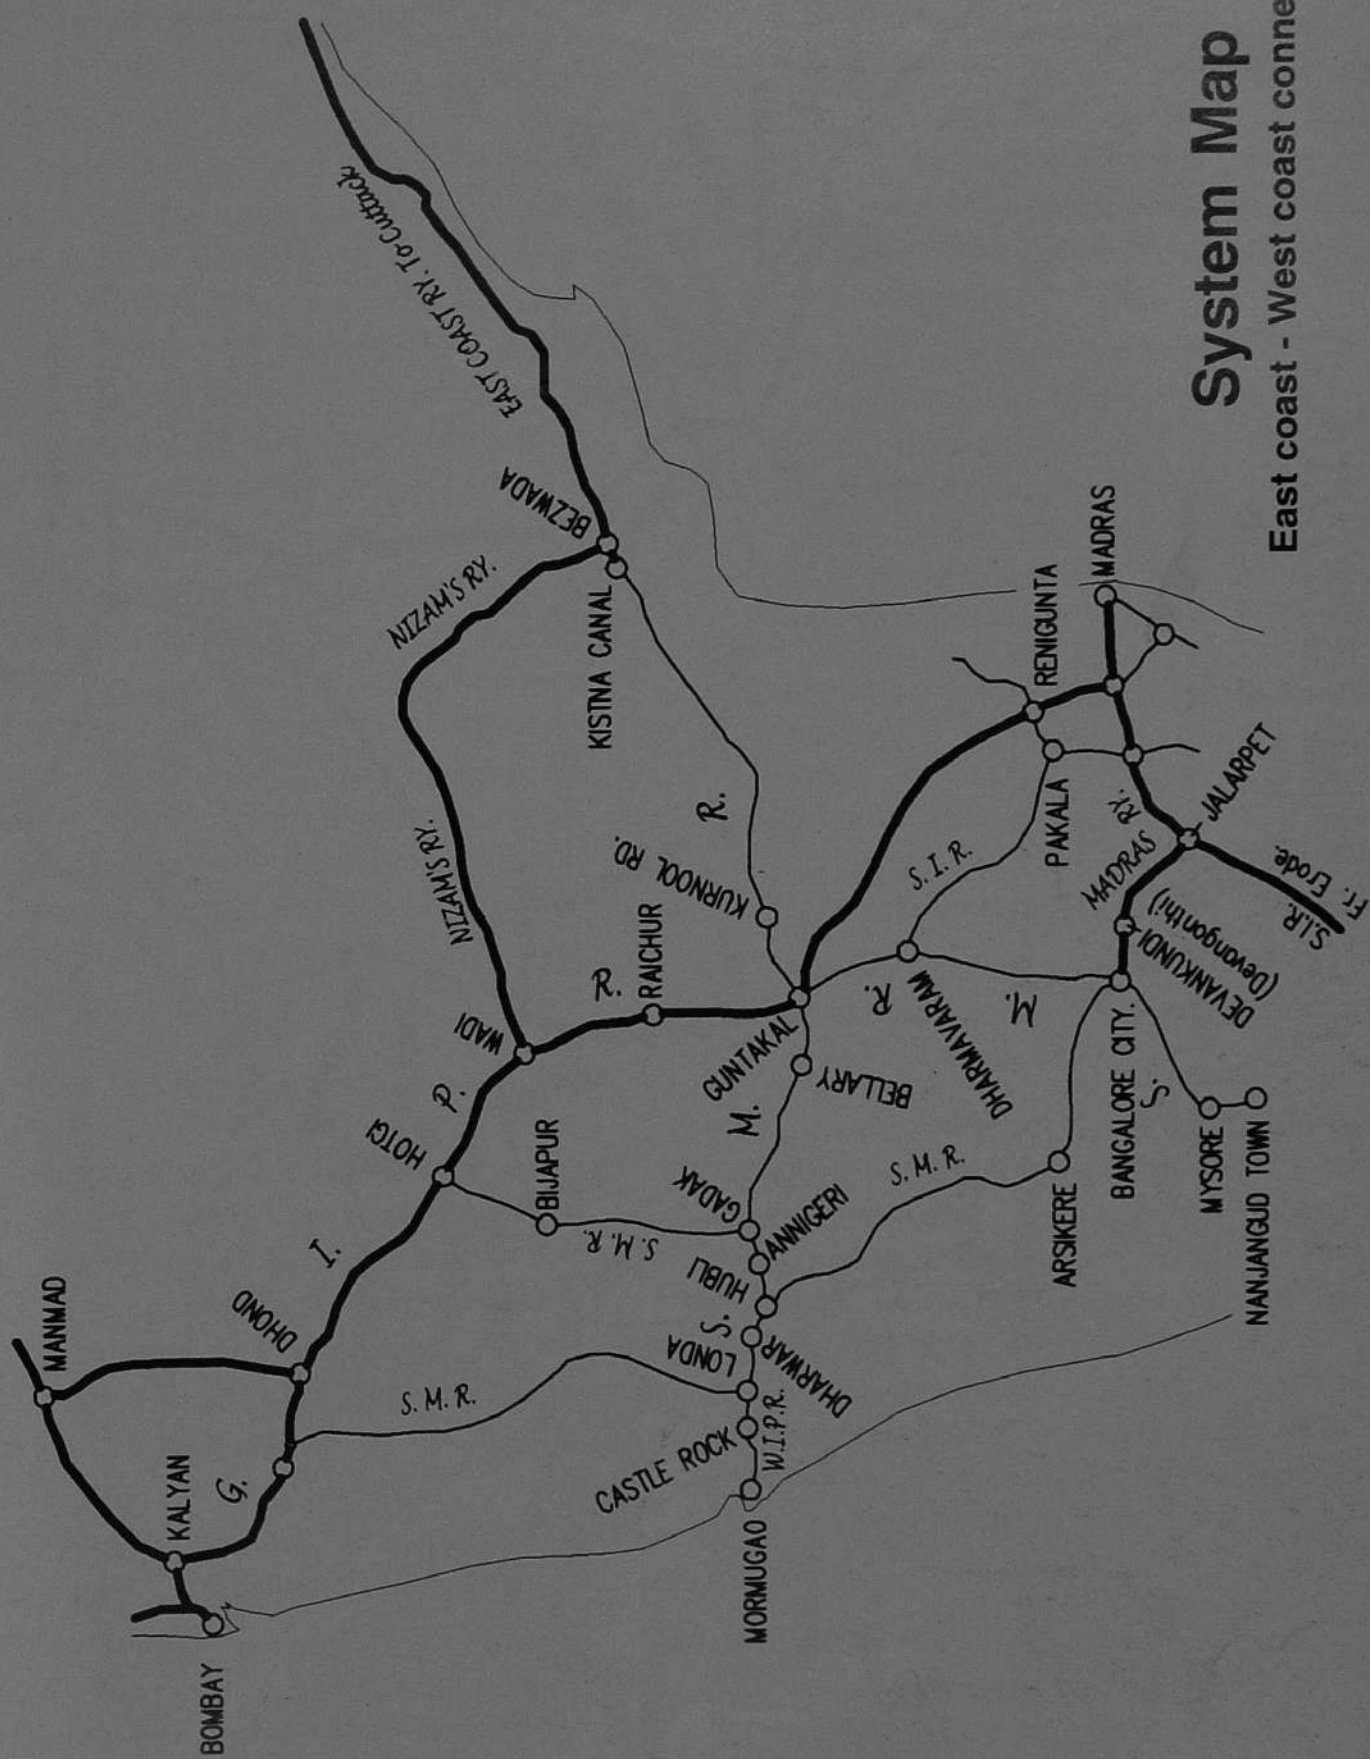 System Map
East coast - West coast conne
MANMAD
KALYAN
BOMBAY
G.
DHOND
I.
HOTGI
P.
WADI
R.
RAICHUR
NIZAM'S RY.
NIZAM'S RY.
BEZWADA
EAST COAST RY. To Cuttack
KISTNA CANAL
R.
KURNOOL RD.
GUNTAKAL
BELLARY
M.
GADAK
ANNIGERI
HUBLI
S.
DHARWAR
LONDA
CASTLE ROCK
W.I.P.R.
MORMUGAO
S. M. R.
BIJAPUR
S. M. R.
S. M. R.
ARSIKERE
R.
DHARMAVARAM
M.
S. I. R.
PAKALA
RENIGUNTA
MADRAS
MADRAS RY.
JALARPET
S.I.R.
Fr. Erode.
DEVANKUNDI
(Devangonthi)
BANGALORE CITY.
S.
MYSORE
NANJANGUD TOWN